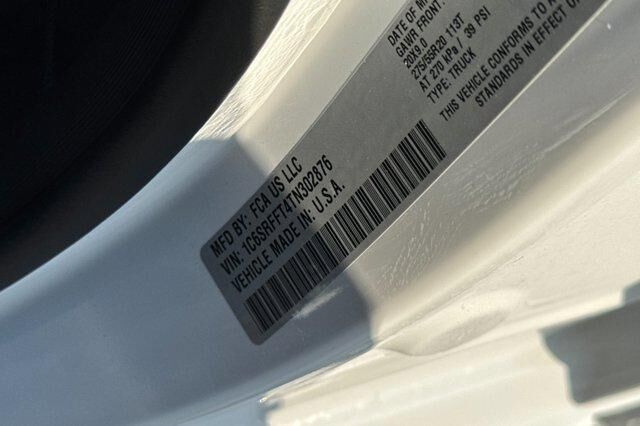 MFD BY: FCA US LLC
VIN: 1C6SRFFT4TN302876
VEHICLE MADE IN: U.S.A.
DATE OF
GAWR FRONT:
20X9.0
275/55R20 113T
AT 270 kPa / 39 PSI
TYPE: TRUCK
THIS VEHICLE CONFORMS TO
STANDARDS IN EFFECT